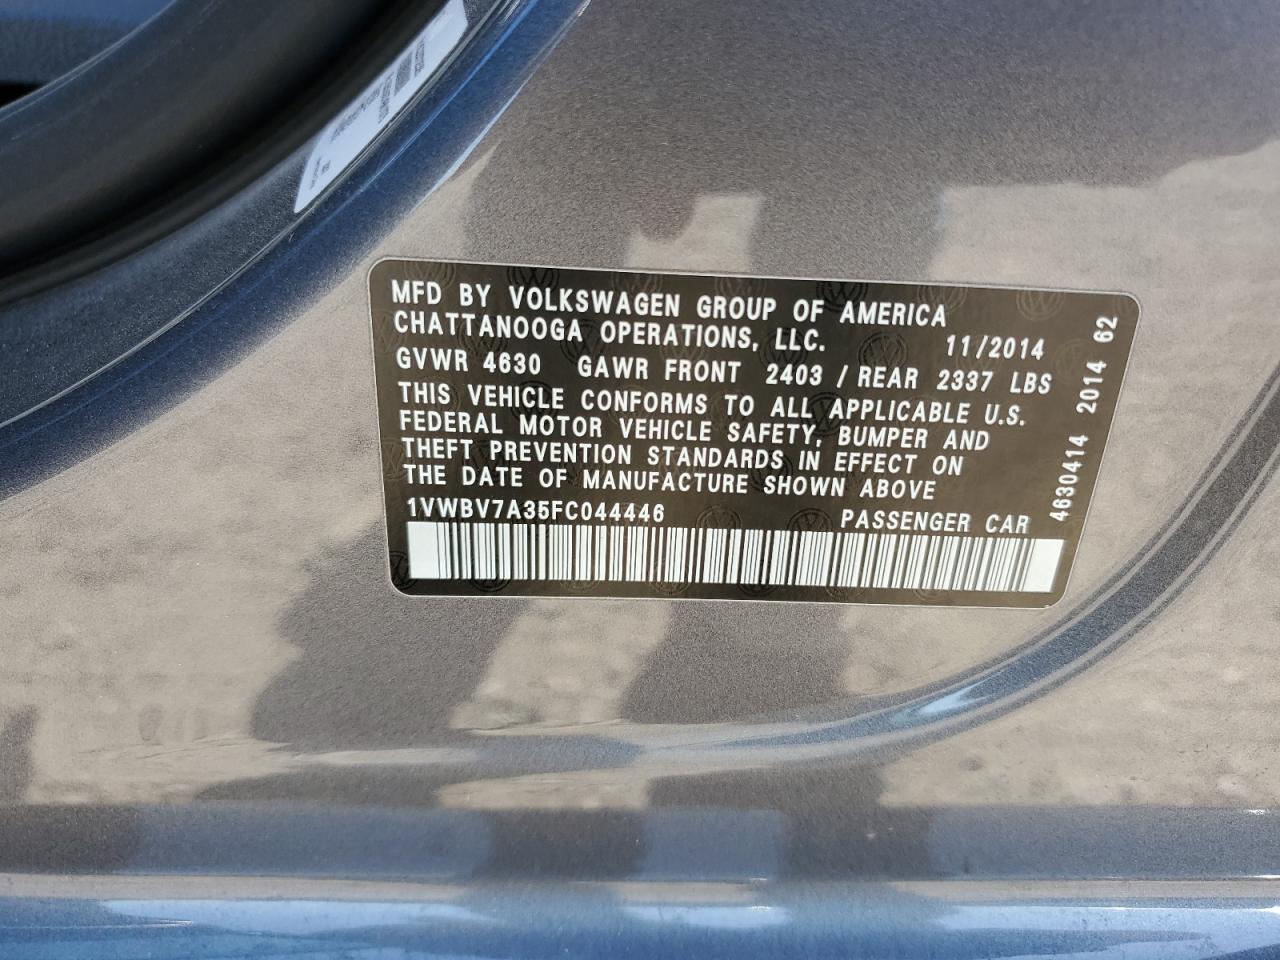 MFD BY VOLKSWAGEN GROUP OF AMERICA
CHATTANOOGA OPERATIONS, LLC. 11/2014
GVWR 4630 GAWR FRONT 2403 / REAR 2337 LBS
THIS VEHICLE CONFORMS TO ALL APPLICABLE U.S.
FEDERAL MOTOR VEHICLE SAFETY, BUMPER AND
THEFT PREVENTION STANDARDS IN EFFECT ON
THE DATE OF MANUFACTURE SHOWN ABOVE
1VWBV7A35FC044446 PASSENGER CAR
4630414 2014 62